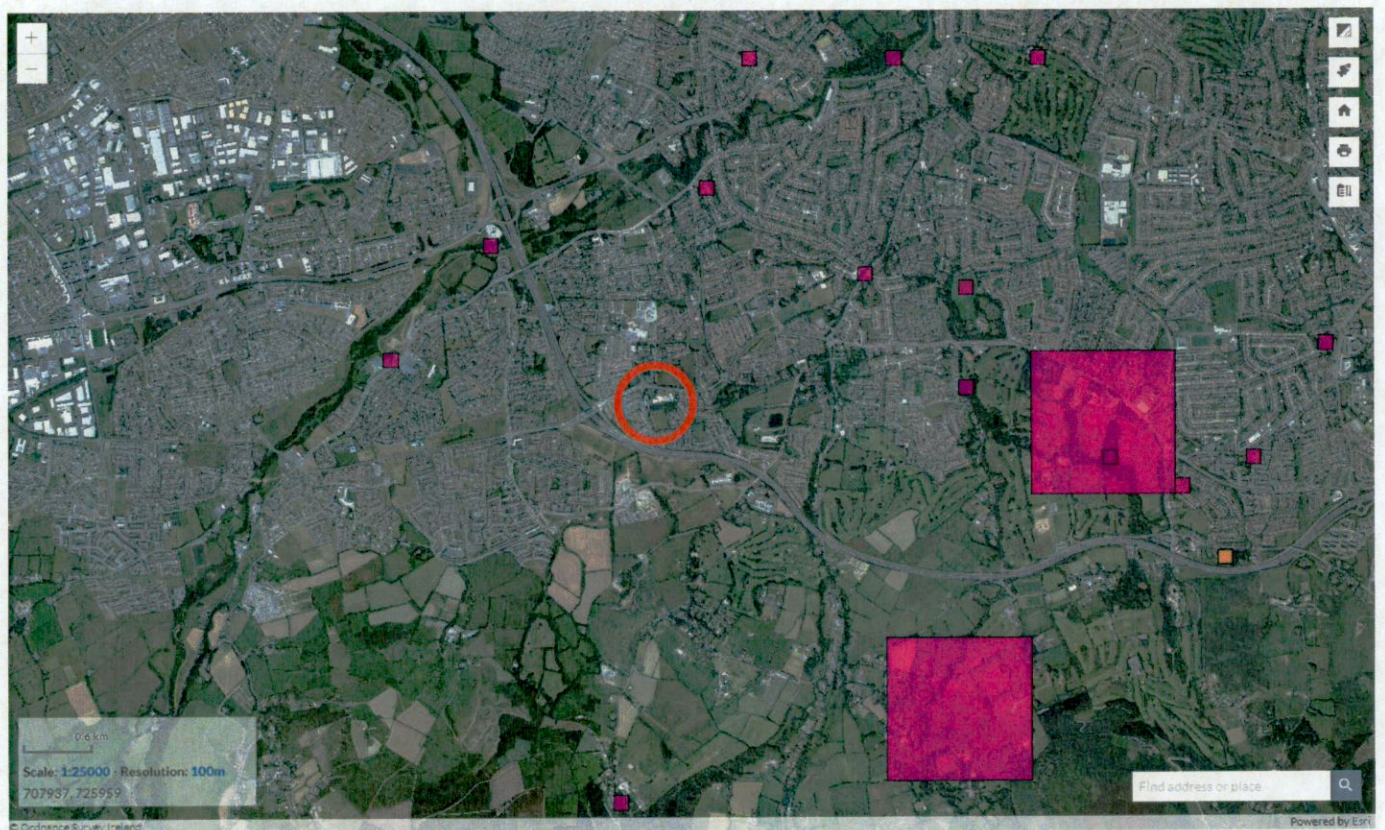 +
−
0.6 km
Scale: 1:25000 - Resolution: 100m
707937, 725959
Find address or place
© Ordnance Survey Ireland
Powered by Esri